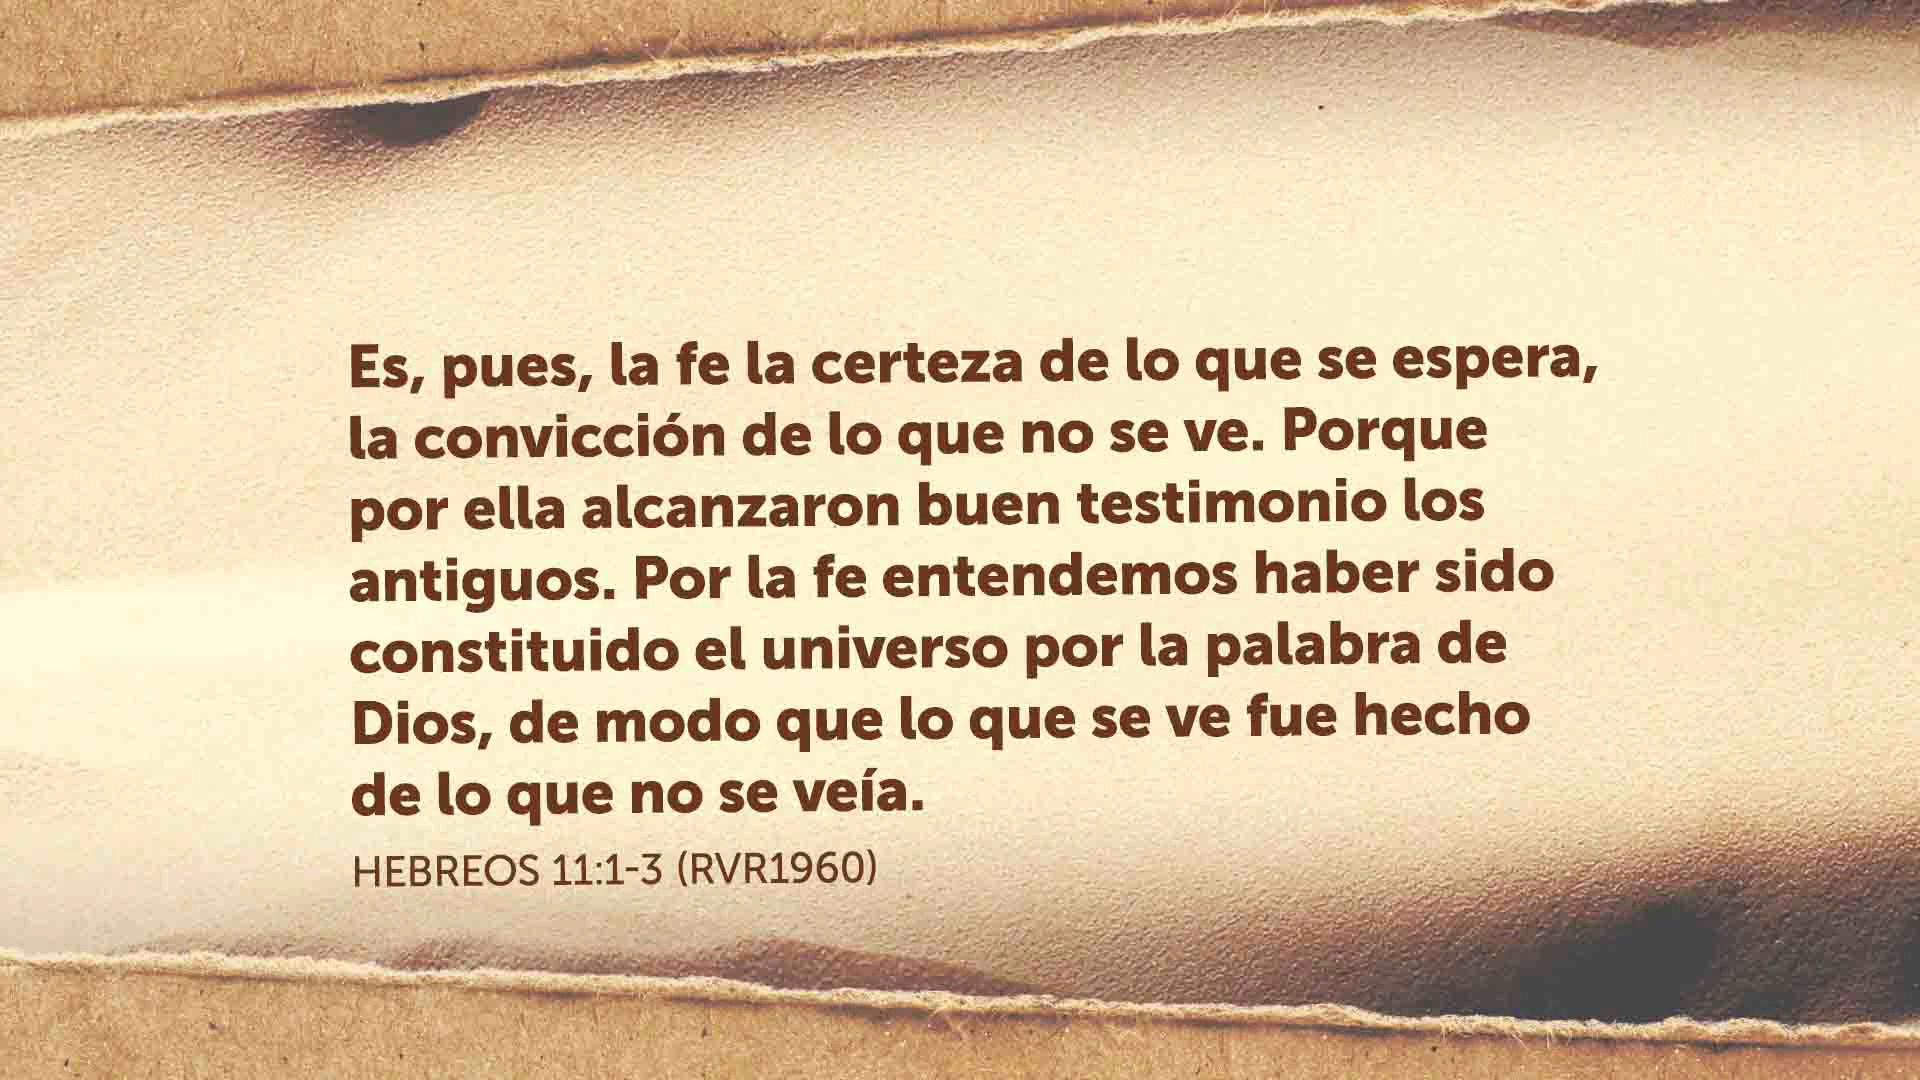 Es, pues, la fe la certeza de lo que se espera,
la convicción de lo que no se ve. Porque
por ella alcanzaron buen testimonio los
antiguos. Por la fe entendemos haber sido
constituido el universo por la palabra de
Dios, de modo que lo que se ve fue hecho
de lo que no se veía.
HEBREOS 11:1-3 (RVR1960)